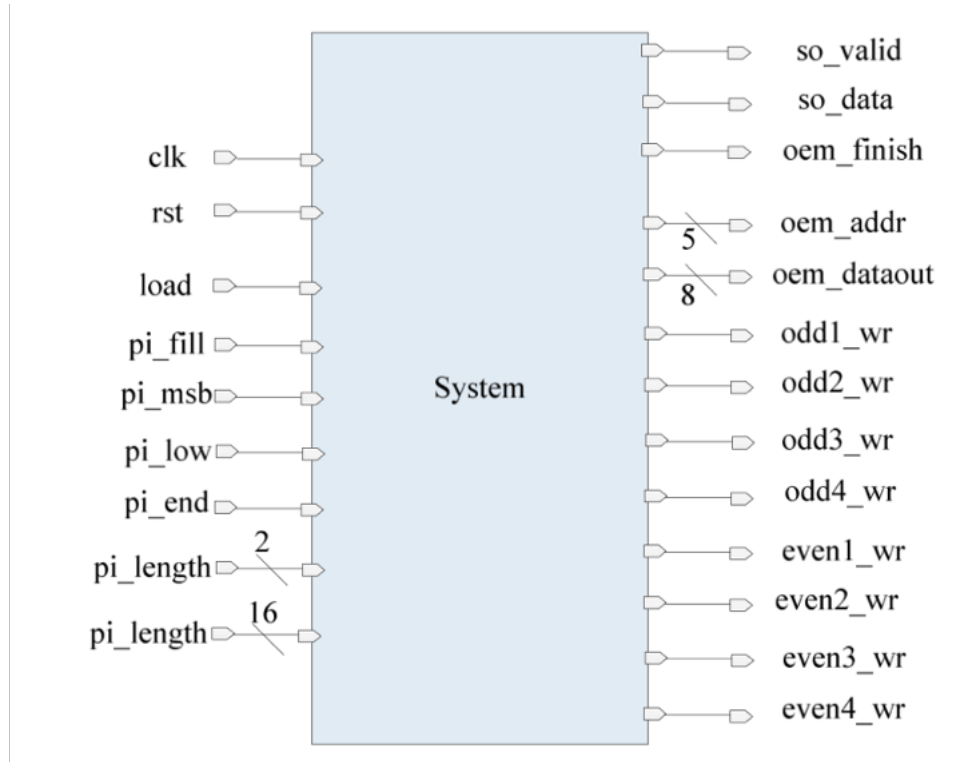 clk
rst
load
pi_fill
pi_msb
pi_low
pi_end
2
pi_length
16
pi_length
System
so_valid
so_data
oem_finish
oem_addr
5
oem_dataout
8
odd1_wr
odd2_wr
odd3_wr
odd4_wr
even1_wr
even2_wr
even3_wr
even4_wr